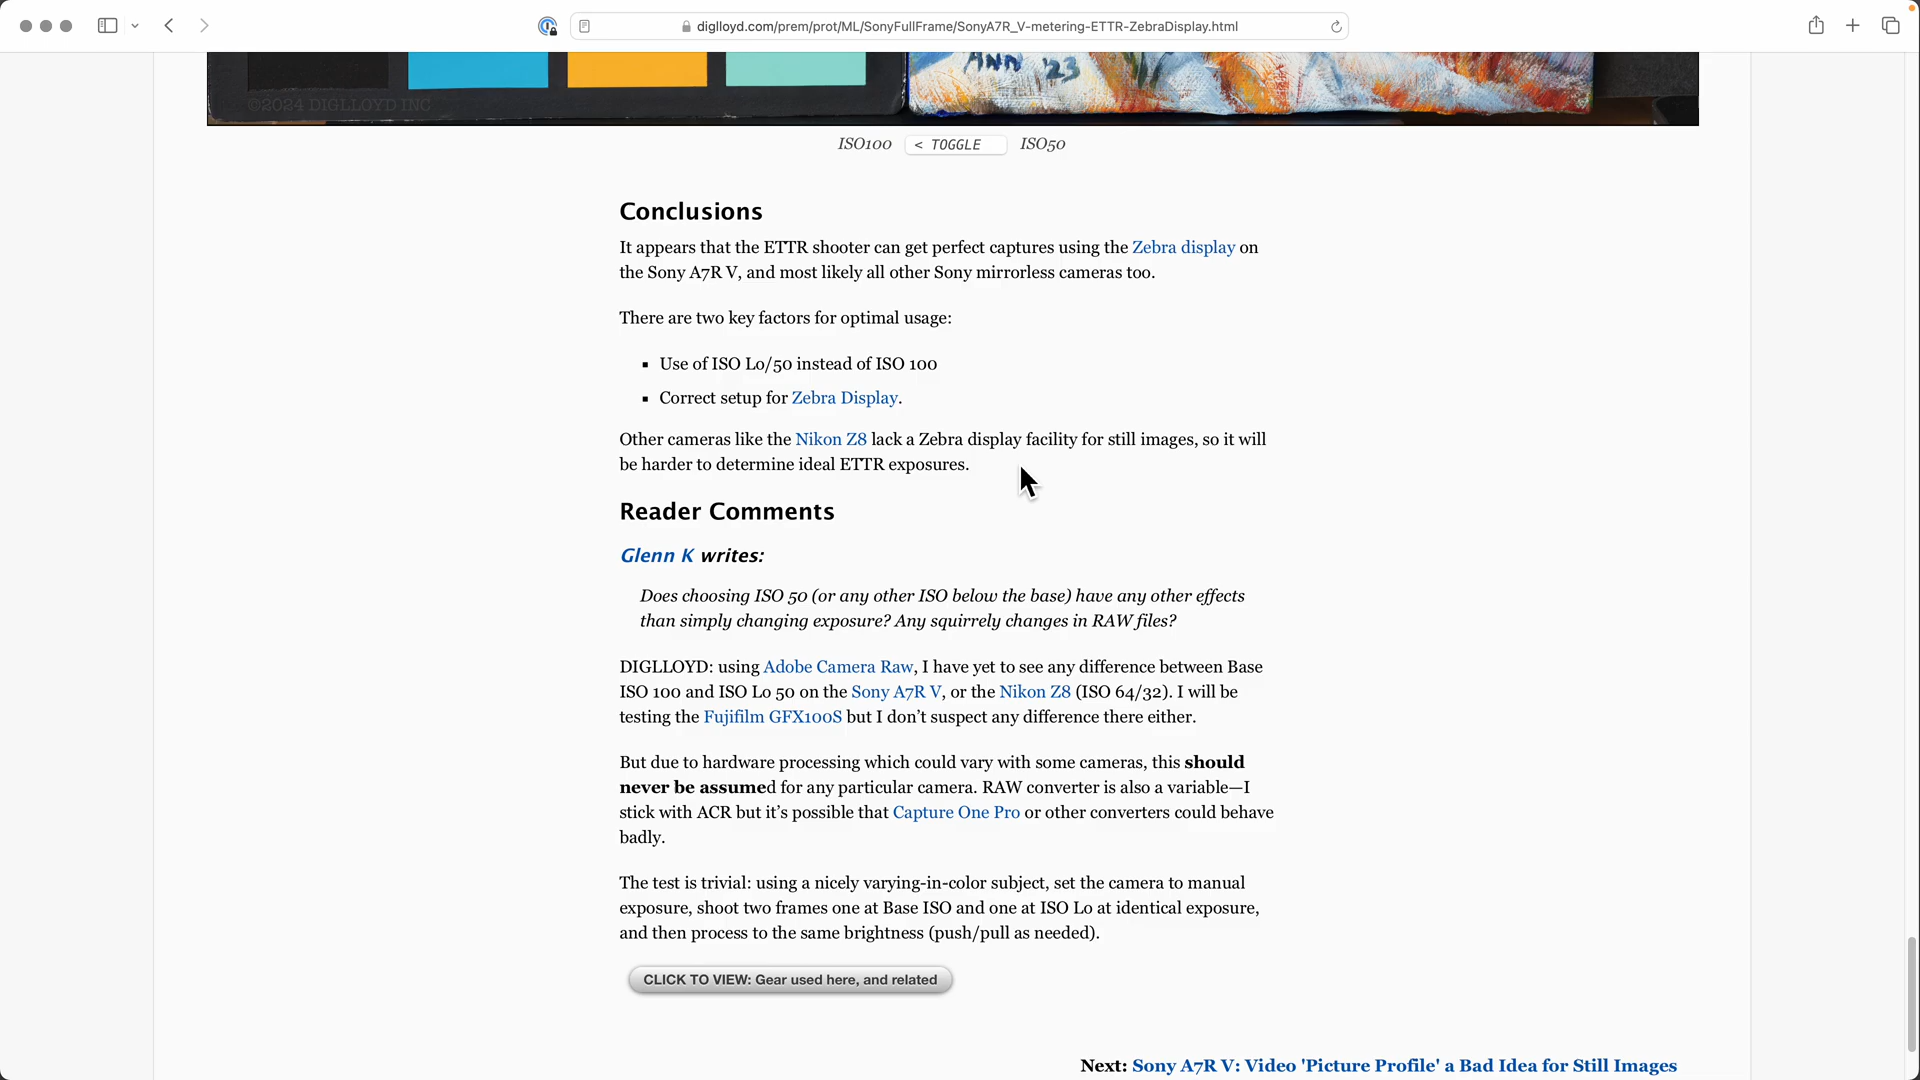 diglloyd.com/prem/prot/ML/SonyFullFrame/SonyA7R_V-metering-ETTR-ZebraDisplay.html
ANN '23
©2024 DIGLLOYD INC
ISO100 < TOGGLE ISO50
Conclusions
It appears that the ETTR shooter can get perfect captures using the Zebra display on
the Sony A7R V, and most likely all other Sony mirrorless cameras too.
There are two key factors for optimal usage:
▪ Use of ISO Lo/50 instead of ISO 100
▪ Correct setup for Zebra Display.
Other cameras like the Nikon Z8 lack a Zebra display facility for still images, so it will
be harder to determine ideal ETTR exposures.
Reader Comments
Glenn K writes:
Does choosing ISO 50 (or any other ISO below the base) have any other effects
than simply changing exposure? Any squirrely changes in RAW files?
DIGLLOYD: using Adobe Camera Raw, I have yet to see any difference between Base
ISO 100 and ISO Lo 50 on the Sony A7R V, or the Nikon Z8 (ISO 64/32). I will be
testing the Fujifilm GFX100S but I don’t suspect any difference there either.
But due to hardware processing which could vary with some cameras, this should
never be assumed for any particular camera. RAW converter is also a variable—I
stick with ACR but it’s possible that Capture One Pro or other converters could behave
badly.
The test is trivial: using a nicely varying-in-color subject, set the camera to manual
exposure, shoot two frames one at Base ISO and one at ISO Lo at identical exposure,
and then process to the same brightness (push/pull as needed).
CLICK TO VIEW: Gear used here, and related
Next: Sony A7R V: Video 'Picture Profile' a Bad Idea for Still Images